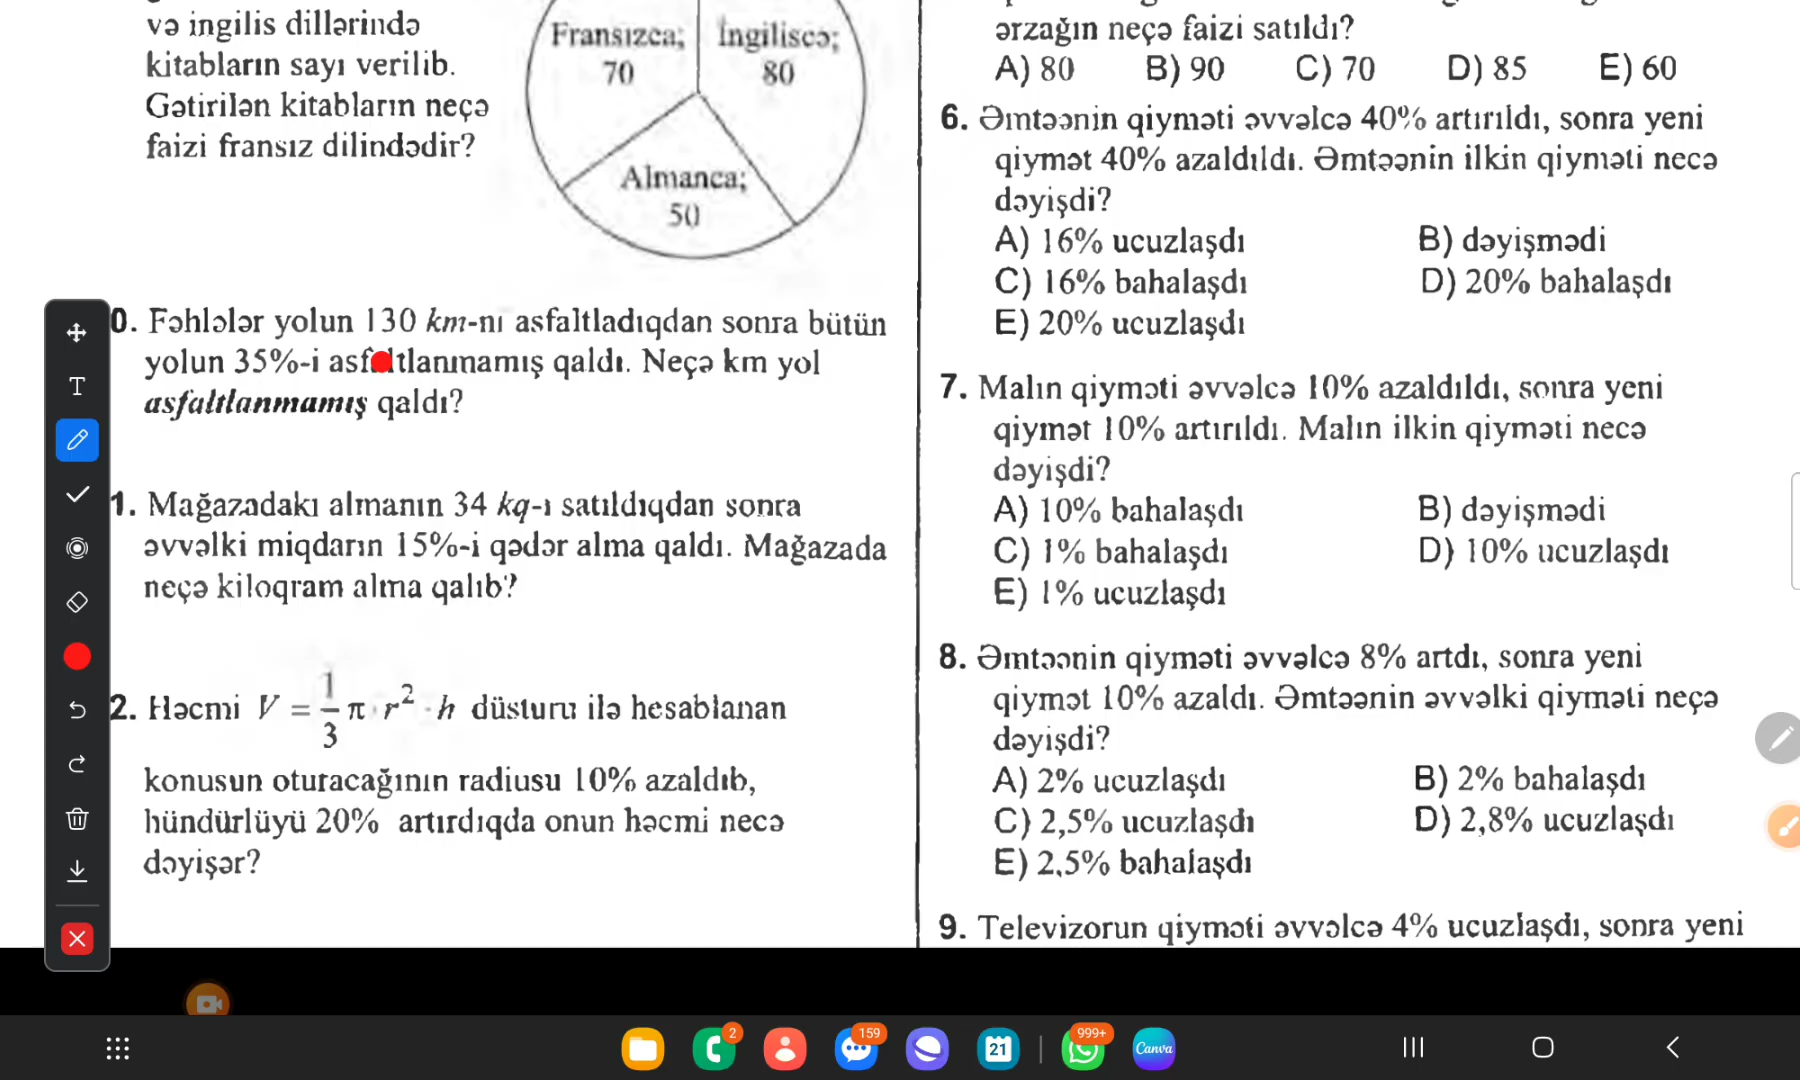 və ingilis dillərində
kitabların sayı verilib.
Gətirilən kitabların neçə
faizi fransız dilindədir?
Fransızca;
70
İngiliscə;
80
Almanca;
50
0. Fəhlələr yolun 130 km-ni asfaltladıqdan sonra bütün
yolun 35%-i asfaltlanmamış qaldı. Neçə km yol
asfaltlanmamış qaldı?
1. Mağazadakı almanın 34 kq-ı satıldıqdan sonra
əvvəlki miqdarın 15%-i qədər alma qaldı. Mağazada
neçə kiloqram alma qalıb?
2. Həcmi V = 1/3 π · r² · h düsturu ilə hesablanan
konusun oturacağının radiusu 10% azaldıb,
hündürlüyü 20% artırdıqda onun həcmi necə
dəyişər?
ərzağın neçə faizi satıldı?
A) 80 B) 90 C) 70 D) 85 E) 60
6. Əmtəənin qiyməti əvvəlcə 40% artırıldı, sonra yeni
qiymət 40% azaldıldı. Əmtəənin ilkin qiyməti necə
dəyişdi?
A) 16% ucuzlaşdı B) dəyişmədi
C) 16% bahalaşdı D) 20% bahalaşdı
E) 20% ucuzlaşdı
7. Malın qiyməti əvvəlcə 10% azaldıldı, sonra yeni
qiymət 10% artırıldı. Malın ilkin qiyməti necə
dəyişdi?
A) 10% bahalaşdı B) dəyişmədi
C) 1% bahalaşdı D) 10% ucuzlaşdı
E) 1% ucuzlaşdı
8. Əmtəənin qiyməti əvvəlcə 8% artdı, sonra yeni
qiymət 10% azaldı. Əmtəənin əvvəlki qiyməti neçə
dəyişdi?
A) 2% ucuzlaşdı B) 2% bahalaşdı
C) 2,5% ucuzlaşdı D) 2,8% ucuzlaşdı
E) 2,5% bahalaşdı
9. Televizorun qiyməti əvvəlcə 4% ucuzlaşdı, sonra yeni
T
2
159
21
999+
Canva